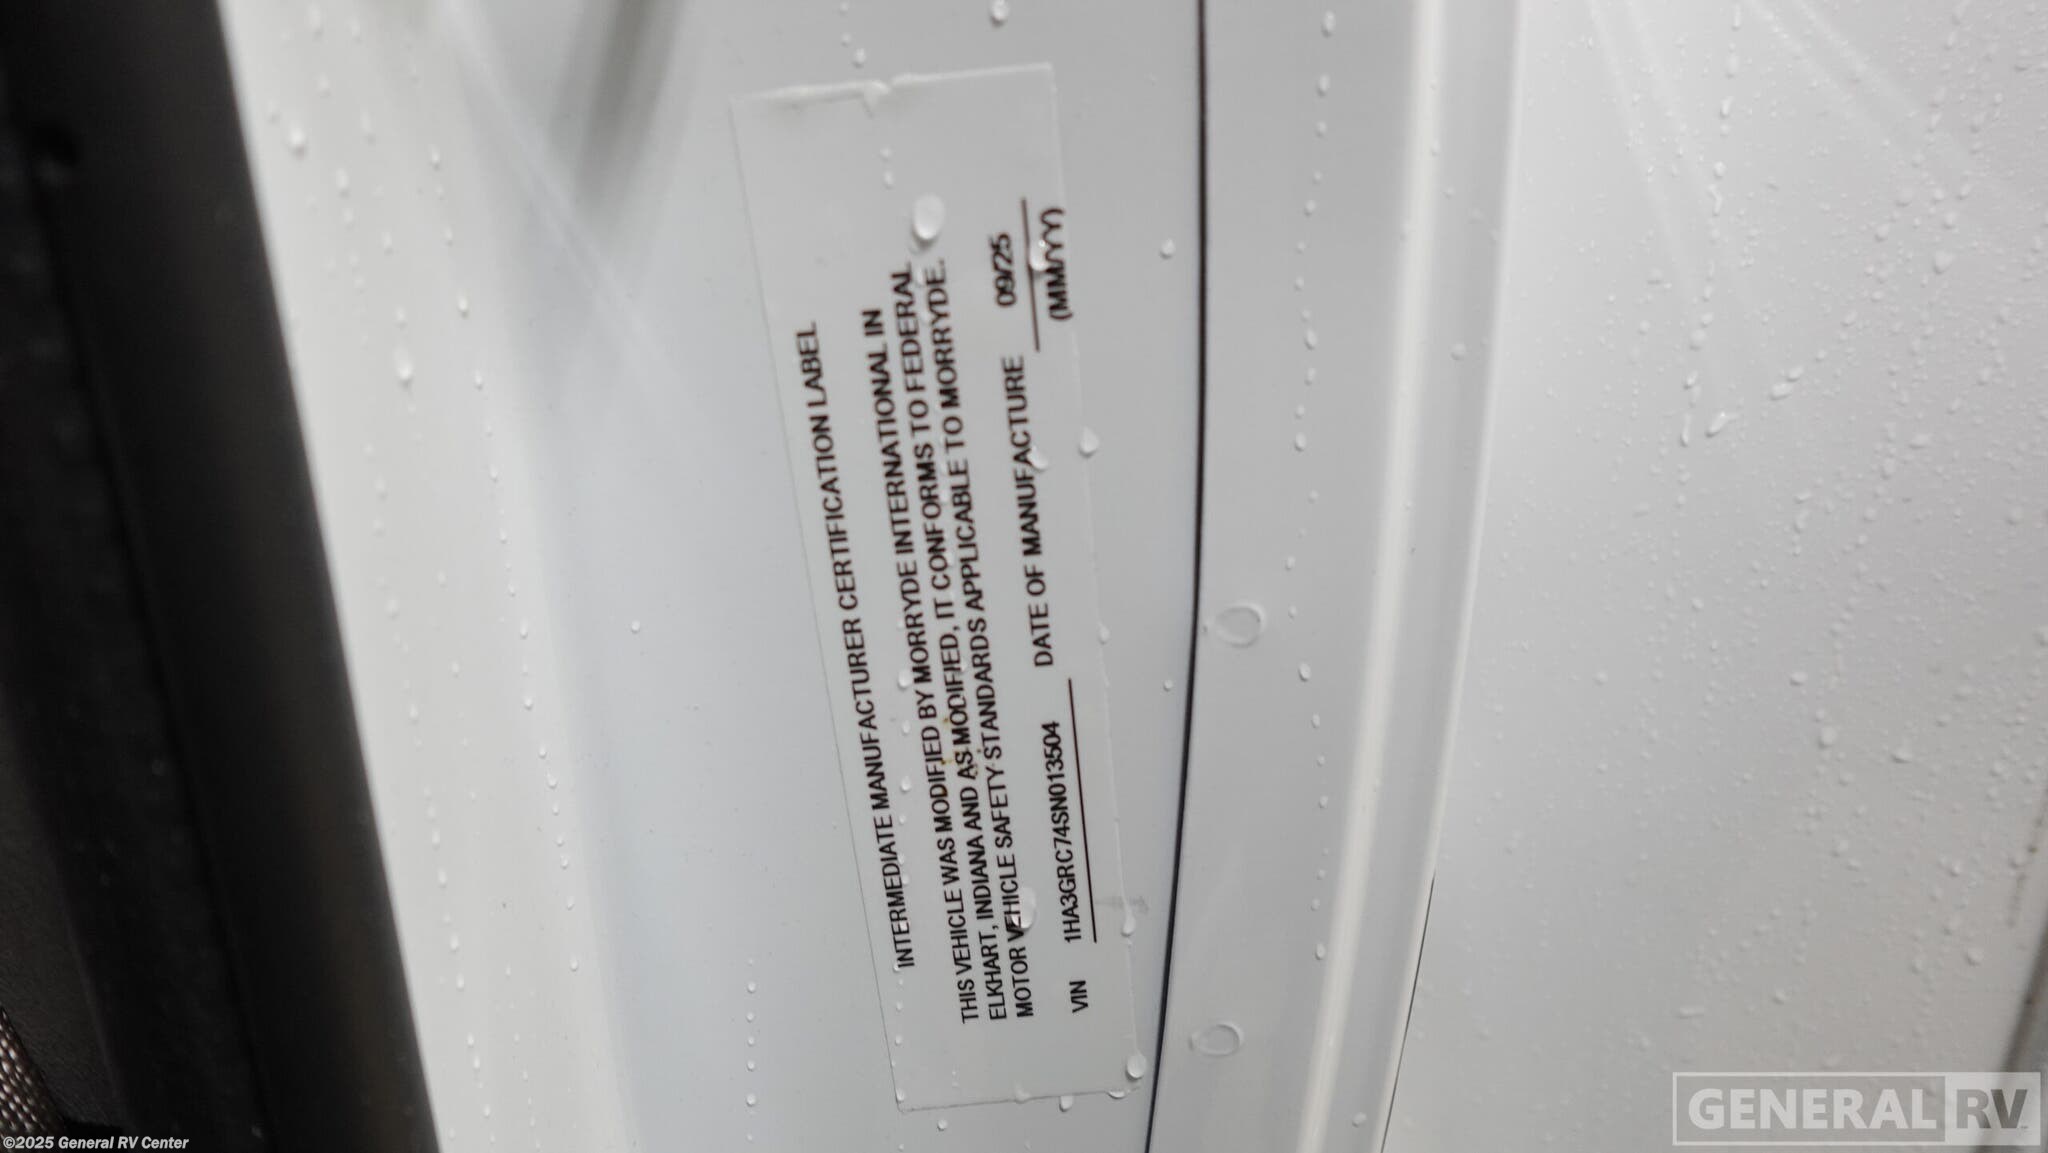 INTERMEDIATE MANUFACTURER CERTIFICATION LABEL
THIS VEHICLE WAS MODIFIED BY MORRYDE INTERNATIONAL IN
ELKHART, INDIANA AND AS MODIFIED, IT CONFORMS TO FEDERAL
MOTOR VEHICLE SAFETY STANDARDS APPLICABLE TO MORRYDE.
VIN 1HA3GRC74SN013504 DATE OF MANUFACTURE 09/25
(MM/YY)
GENERAL RV
©2025 General RV Center